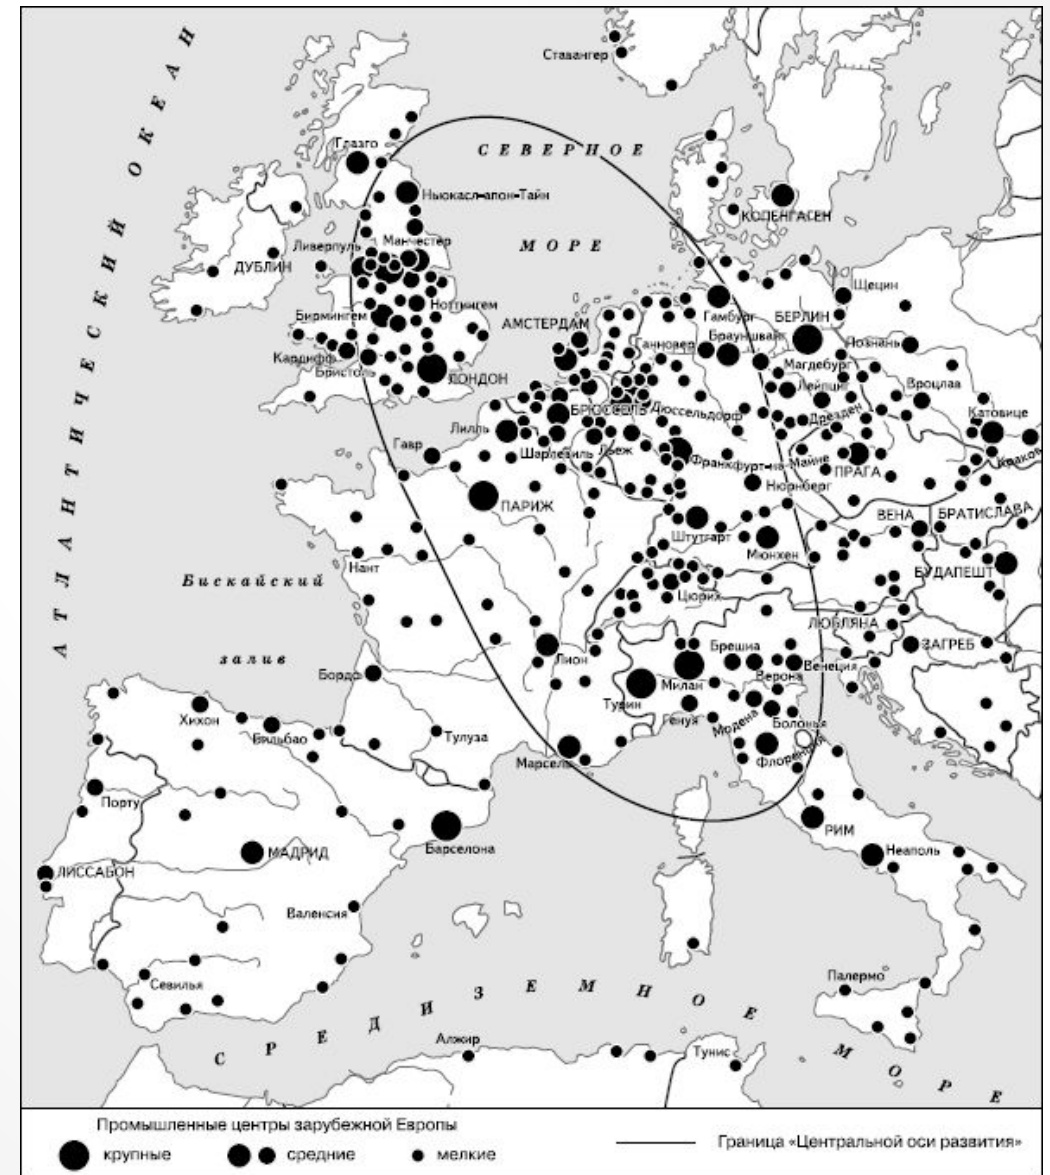 АТЛАНТИЧЕСКИЙ ОКЕАН
Ставангер
Глазго
СЕВЕРНОЕ
Ньюкасл-апон-Тайн
КОПЕНГАГЕН
Ливерпуль
Манчестер
МОРЕ
ДУБЛИН
Щецин
Ноттингем
Бирмингем
АМСТЕРДАМ
Гамбург
БЕРЛИН
Ганновер
Брауншвайг
Познань
Кардифф
Бристоль
ЛОНДОН
Магдебург
Лейпциг
Вроцлав
БРЮССЕЛЬ
Дюссельдорф
Дрезден
Катовице
Лилль
Гавр
Шарлевиль
Льеж
Франкфурт-на-Майне
ПРАГА
Краков
Нюрнберг
ПАРИЖ
ВЕНА
БРАТИСЛАВА
Штутгарт
Мюнхен
Нант
БУДАПЕШТ
Бискайский
Цюрих
ЛЮБЛЯНА
залив
Лион
Брешиа
ЗАГРЕБ
Бордо
Верона
Венеция
Турин
Милан
Хихон
Генуя
Модена
Болонья
Бильбао
Тулуза
Марсель
Флоренция
Порту
РИМ
Барселона
МАДРИД
Неаполь
ЛИССАБОН
Валенсия
Севилья
Палермо
СРЕДИЗЕМНОЕ
Алжир
Тунис
МОРЕ
Промышленные центры зарубежной Европы
крупные
средние
мелкие
Граница «Центральной оси развития»